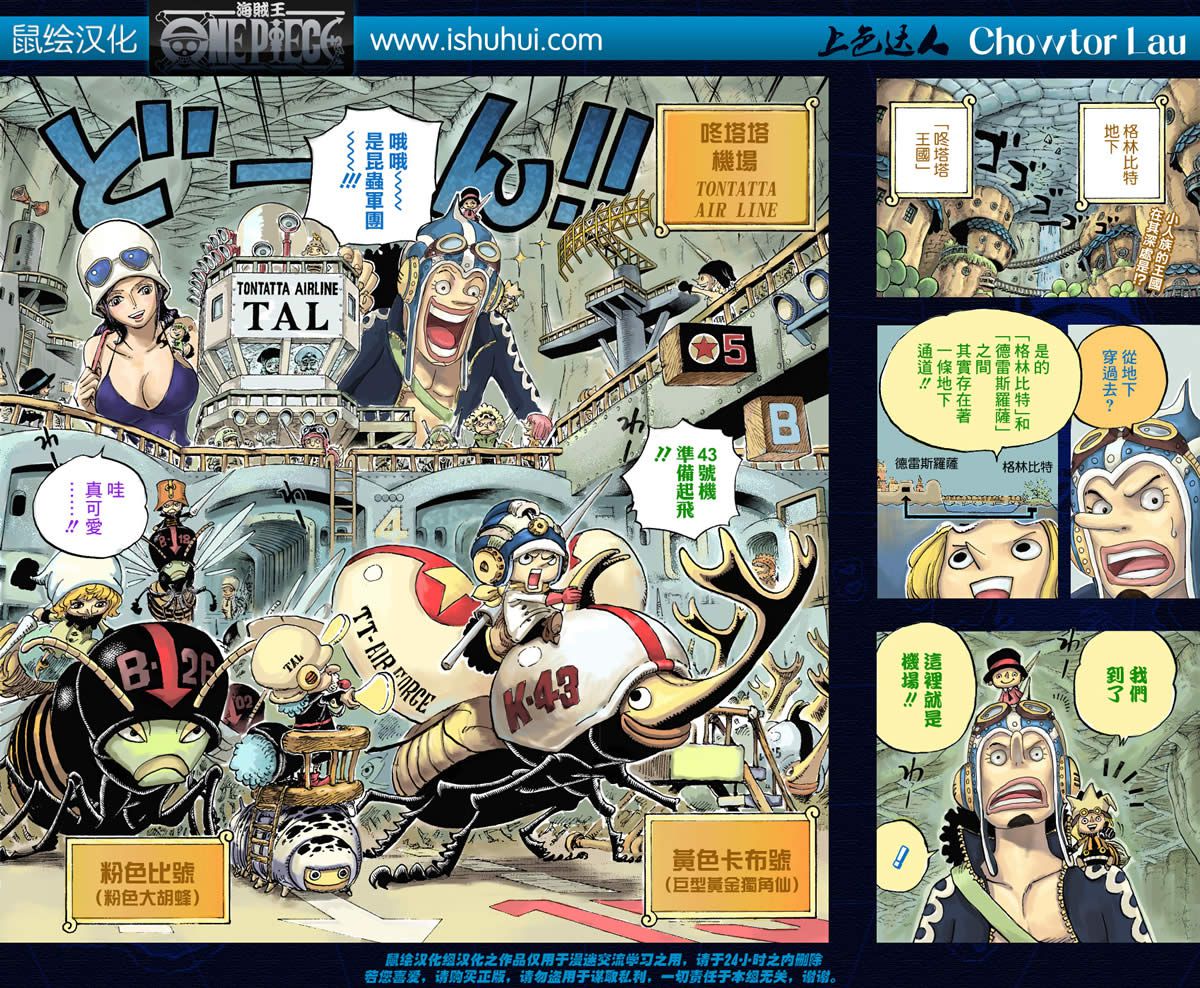 鼠绘汉化
海賊王
ONE PIECE
www.ishuhui.com
上色达人 Chowtor Lau
格林比特
地下
「咚塔塔
王國」
ゴゴゴゴゴ
小人族的王國
在其深處是!?
從地下
穿過去?
是的
「格林比特」和
「德雷斯羅薩」
之間
其實存在著
一條地下
通道!!
德雷斯羅薩
格林比特
我們
到了
這裡就是
機場!!
わ
わ
!
どーん!!
咚塔塔
機場
TONTATTA
AIR LINE
哦哦~~~~
是昆蟲軍團
~~~~!!!
TONTATTA AIRLINE
TAL
★5
B
4
わ
わ
わ
43號機
準備起飛
!!
哇
真可愛
……!!
B↓18
B↓26
02
TAL
TT-AIR FORCE
K-43
粉色比號
(粉色大胡蜂)
黃色卡布號
(巨型黃金獨角仙)
鼠绘汉化组汉化之作品仅用于漫迷交流学习之用，请于24小时之内删除
若您喜爱，请购买正版，请勿盗用于谋取私利，一切责任于本组无关，谢谢。